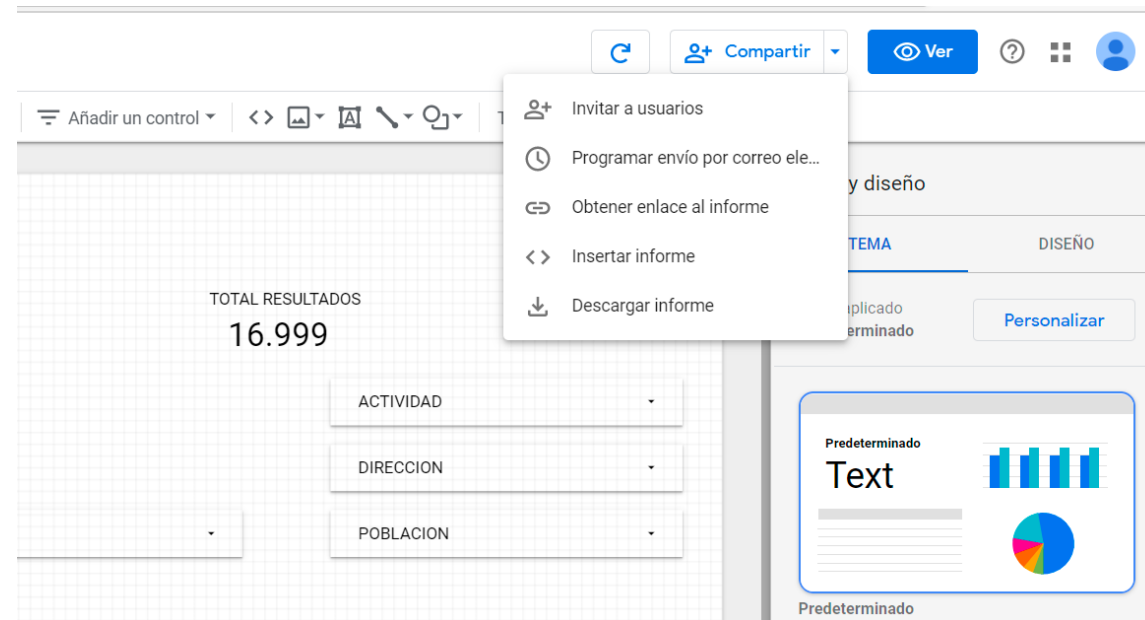 Compartir
Ver
Añadir un control
Invitar a usuarios
Programar envío por correo ele...
Obtener enlace al informe
Insertar informe
Descargar informe
y diseño
TEMA
DISEÑO
TOTAL RESULTADOS
16.999
plicado
erminado
Personalizar
ACTIVIDAD
DIRECCION
POBLACION
Predeterminado
Text
Predeterminado